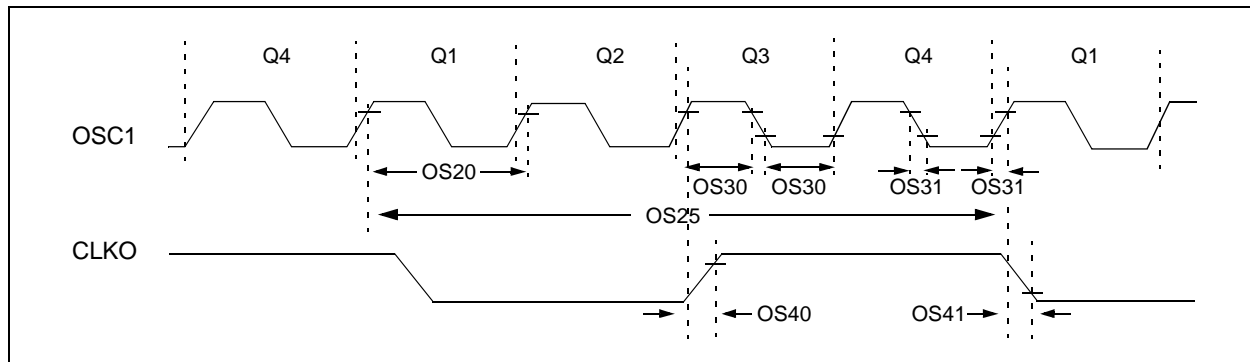 Q4 Q1 Q2 Q3 Q4 Q1
OSC1
OS20 OS30 OS30 OS31 OS31
OS25
CLKO
OS40 OS41